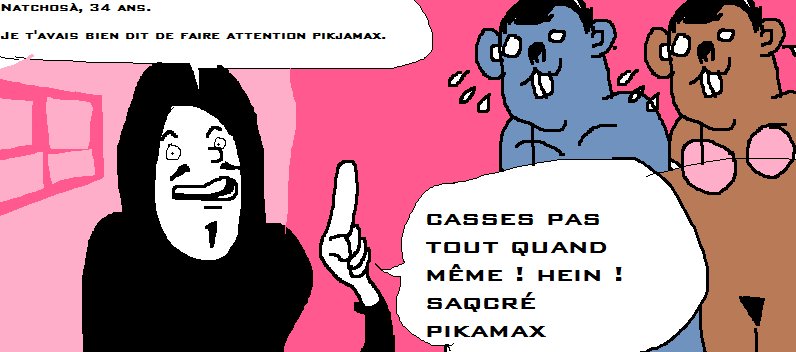 Natchosà, 34 ans.
Je t'avais bien dit de faire attention pikjamax.
CASSES PAS
TOUT QUAND
MÊME ! HEIN !
SAQCRÉ
PIKAMAX